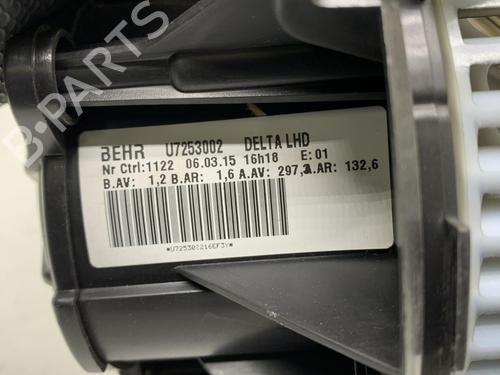 BEHR U7253002 DELTA LHD
Nr Ctrl:1122 06.03.15 16h18 E:01
B.AV: 1,2 B.AR: 1,6 A.AV: 297,3 A.AR: 132,6